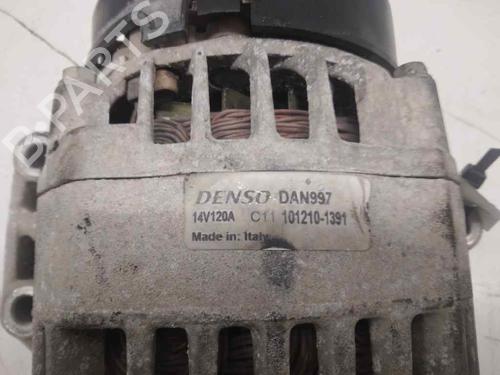 B-PARTS
DENSO DAN997
14V120A C11 101210-1391
Made in: Italy